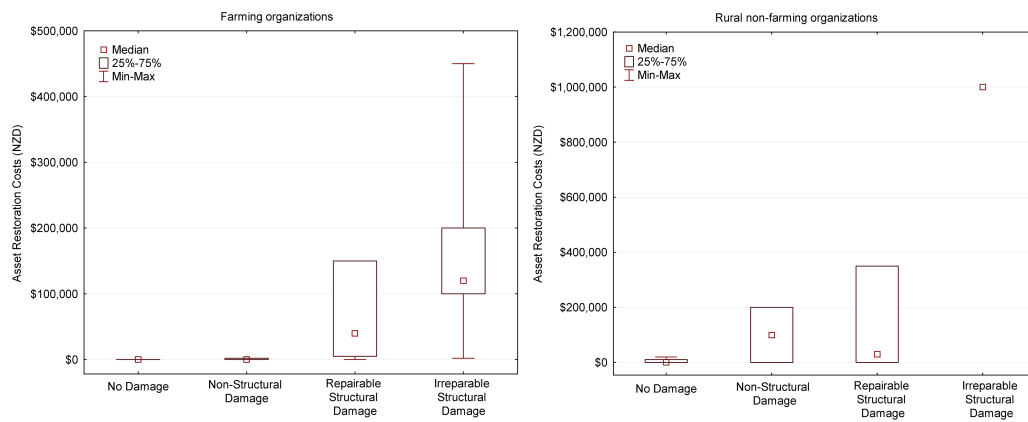 Farming organizations
$500,000
$400,000
$300,000
$200,000
$100,000
$0
Asset Restoration Costs (NZD)
Median
25%-75%
Min-Max
No Damage
Non-Structural
Damage
Repairable
Structural
Damage
Irreparable
Structural
Damage
Rural non-farming organizations
$1,200,000
$1,000,000
$800,000
$600,000
$400,000
$200,000
$0
Asset Restoration Costs (NZD)
Median
25%-75%
Min-Max
No Damage
Non-Structural
Damage
Repairable
Structural
Damage
Irreparable
Structural
Damage